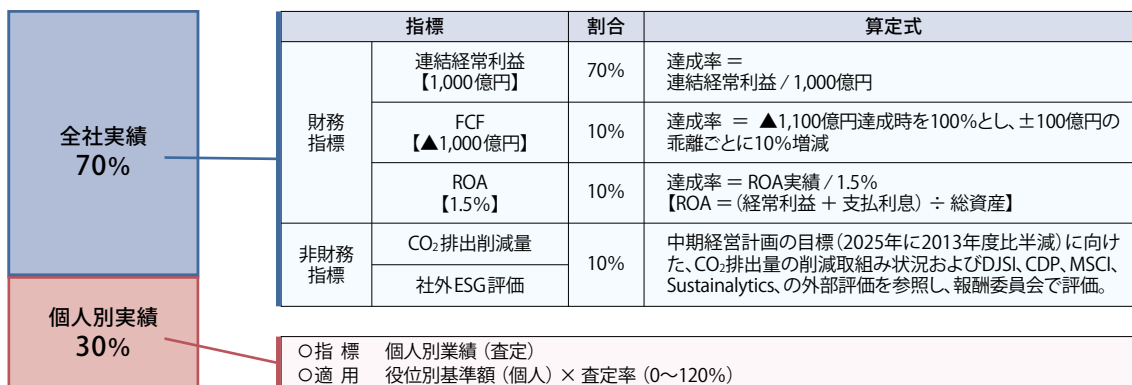 全社実績
70%
個人別実績
30%
指標 割合 算定式
財務
指標
連結経常利益
【1,000億円】
70%
達成率 =
連結経常利益 / 1,000億円
FCF
【▲1,000億円】
10%
達成率 = ▲1,100億円達成時を100%とし、±100億円の
乖離ごとに10%増減
ROA
【1.5%】
10%
達成率 = ROA実績 / 1.5%
【ROA =(経常利益 + 支払利息) ÷ 総資産】
非財務
指標
CO₂排出削減量
社外ESG評価
10%
中期経営計画の目標(2025年に2013年度比半減)に向け
た、CO₂排出量の削減取組み状況およびDJSI、CDP、MSCI、
Sustainalytics、の外部評価を参照し、報酬委員会で評価。
○指 標 個人別業績(査定)
○適 用 役位別基準額(個人)× 査定率(0~120%)